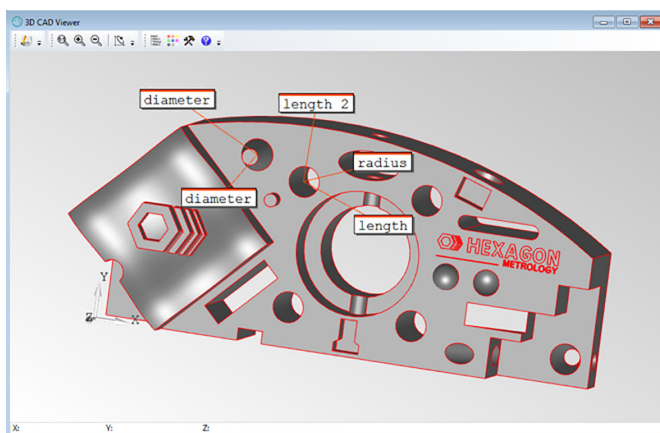 3D CAD Viewer
diameter
length 2
radius
diameter
length
HEXAGON
METROLOGY
Y
Z
X
X:
Y:
Z: